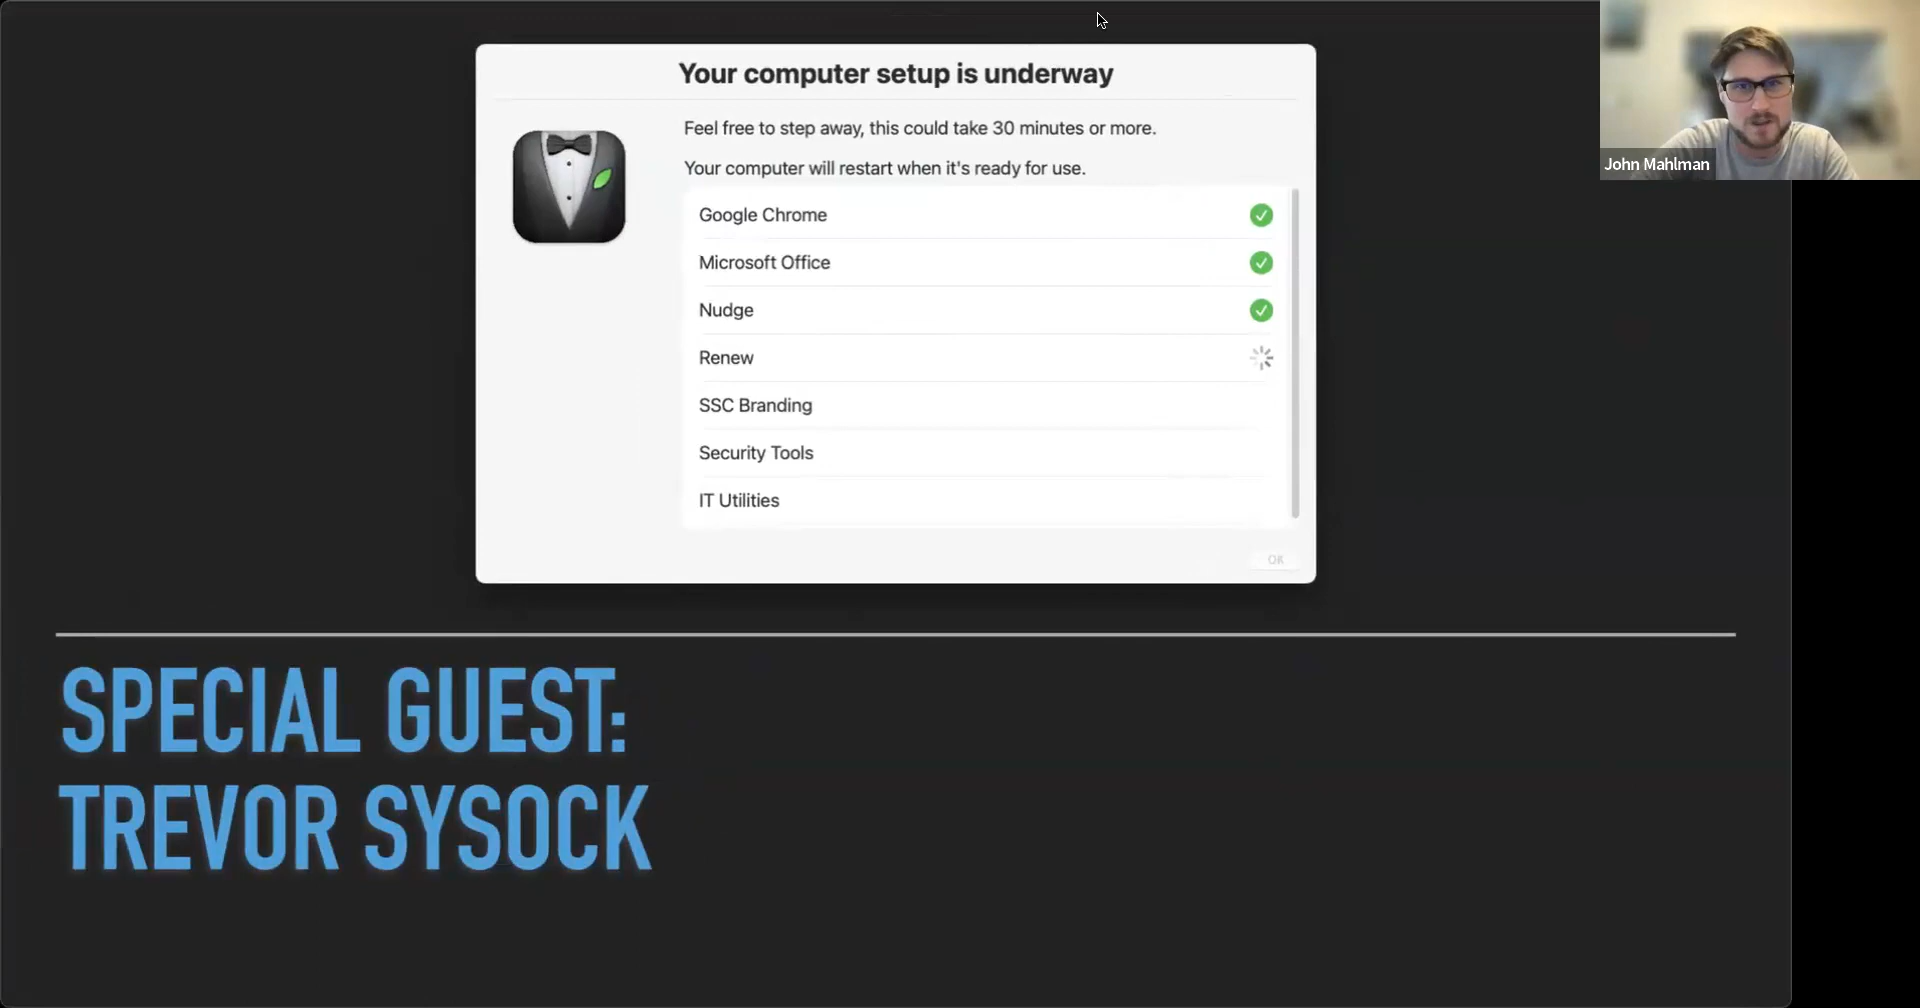 Your computer setup is underway
Feel free to step away, this could take 30 minutes or more.
Your computer will restart when it's ready for use.
Google Chrome
Microsoft Office
Nudge
Renew
SSC Branding
Security Tools
IT Utilities
OK
John Mahlman
SPECIAL GUEST:
TREVOR SYSOCK